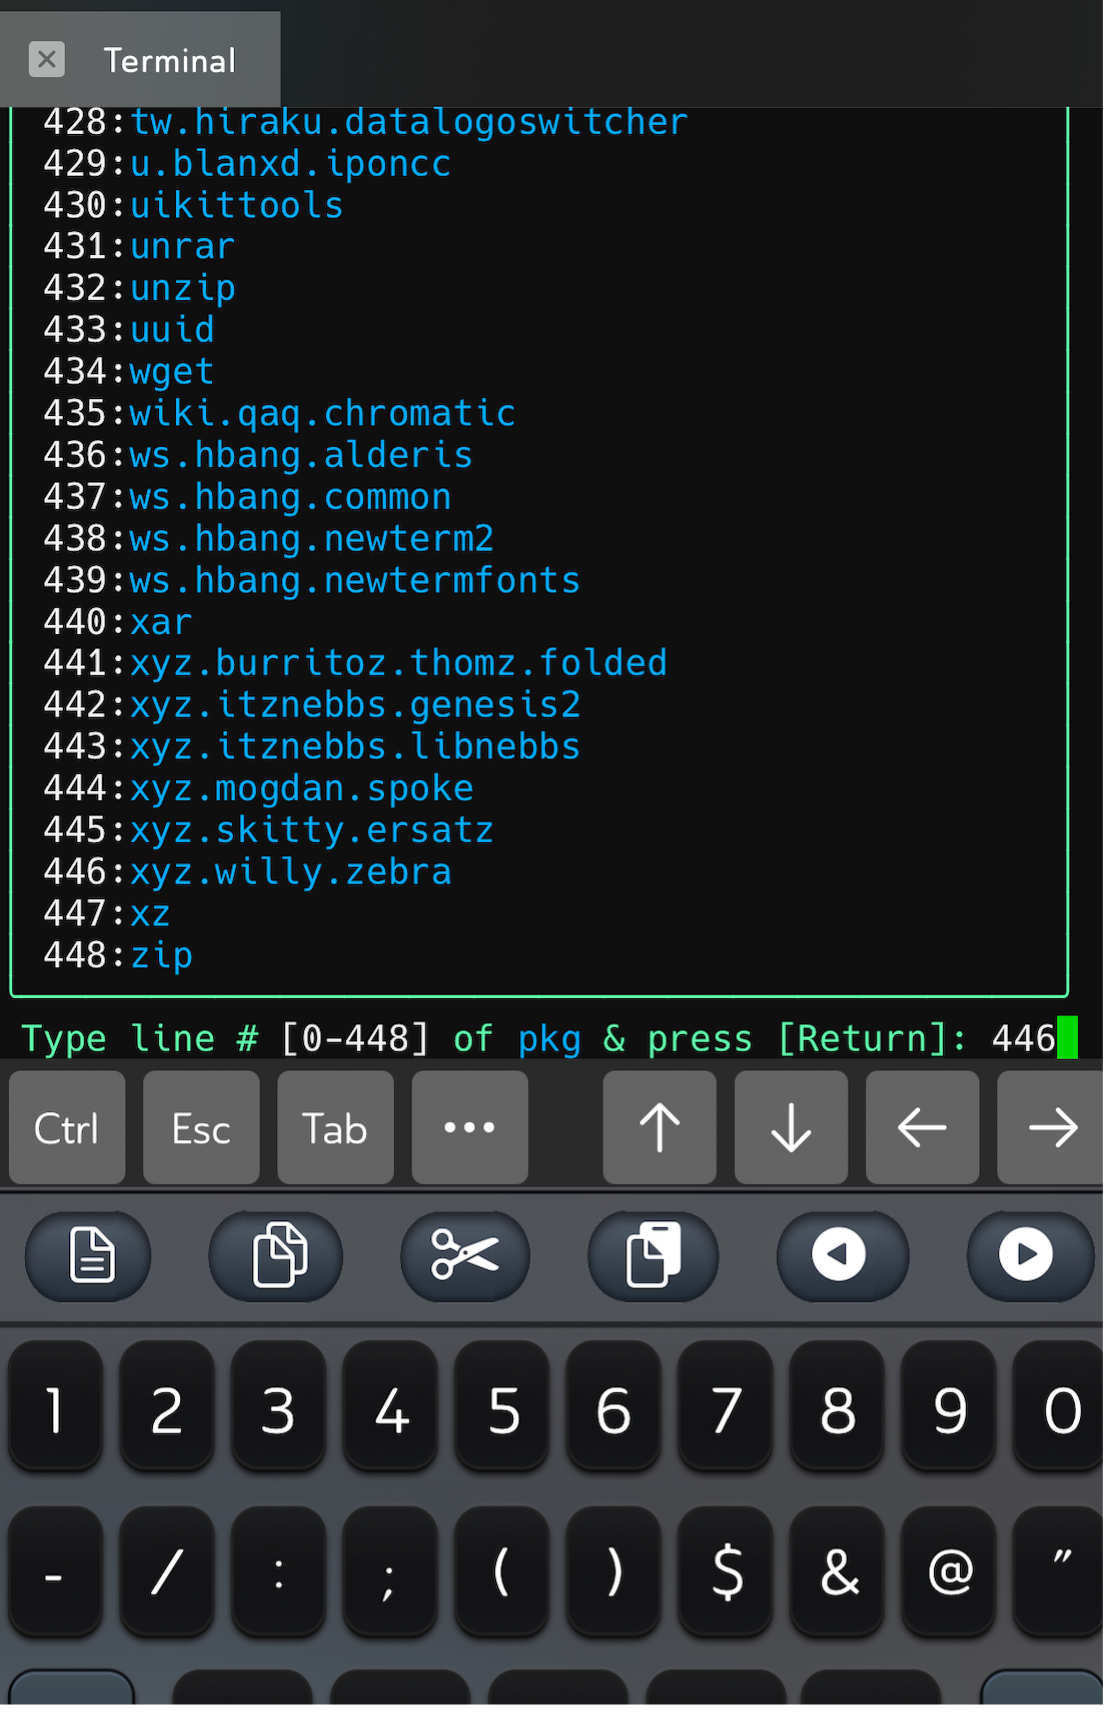 Terminal
428:tw.hiraku.datalogoswitcher
429:u.blanxd.iponcc
430:uikittools
431:unrar
432:unzip
433:uuid
434:wget
435:wiki.qaq.chromatic
436:ws.hbang.alderis
437:ws.hbang.common
438:ws.hbang.newterm2
439:ws.hbang.newtermfonts
440:xar
441:xyz.burritoz.thomz.folded
442:xyz.itznebbs.genesis2
443:xyz.itznebbs.libnebbs
444:xyz.mogdan.spoke
445:xyz.skitty.ersatz
446:xyz.willy.zebra
447:xz
448:zip
Type line # [0-448] of pkg & press [Return]: 446
Ctrl Esc Tab ••• ↑ ↓ ← →
1 2 3 4 5 6 7 8 9 0
- / : ; ( ) $ & @ "